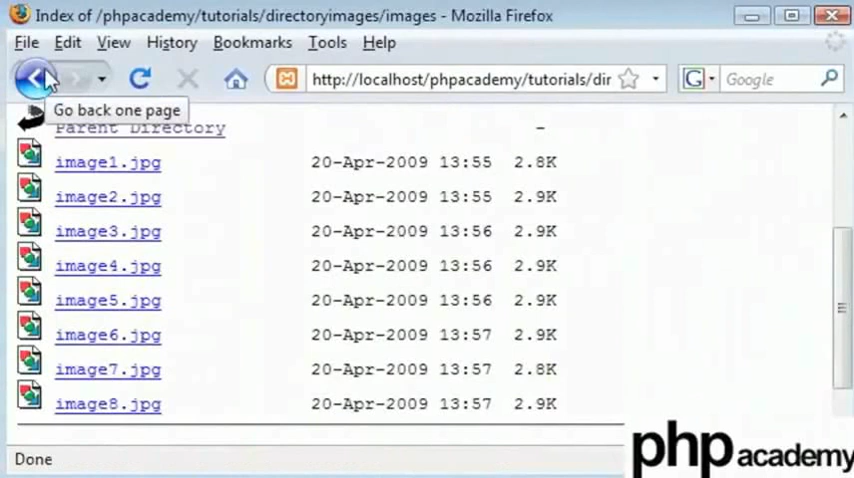 Index of /phpacademy/tutorials/directoryimages/images - Mozilla Firefox
File Edit View History Bookmarks Tools Help
http://localhost/phpacademy/tutorials/dir Google
Go back one page
Parent Directory -
image1.jpg 20-Apr-2009 13:55 2.8K
image2.jpg 20-Apr-2009 13:55 2.9K
image3.jpg 20-Apr-2009 13:56 2.9K
image4.jpg 20-Apr-2009 13:56 2.9K
image5.jpg 20-Apr-2009 13:56 2.9K
image6.jpg 20-Apr-2009 13:57 2.9K
image7.jpg 20-Apr-2009 13:57 2.8K
image8.jpg 20-Apr-2009 13:57 2.9K
Done
php academy